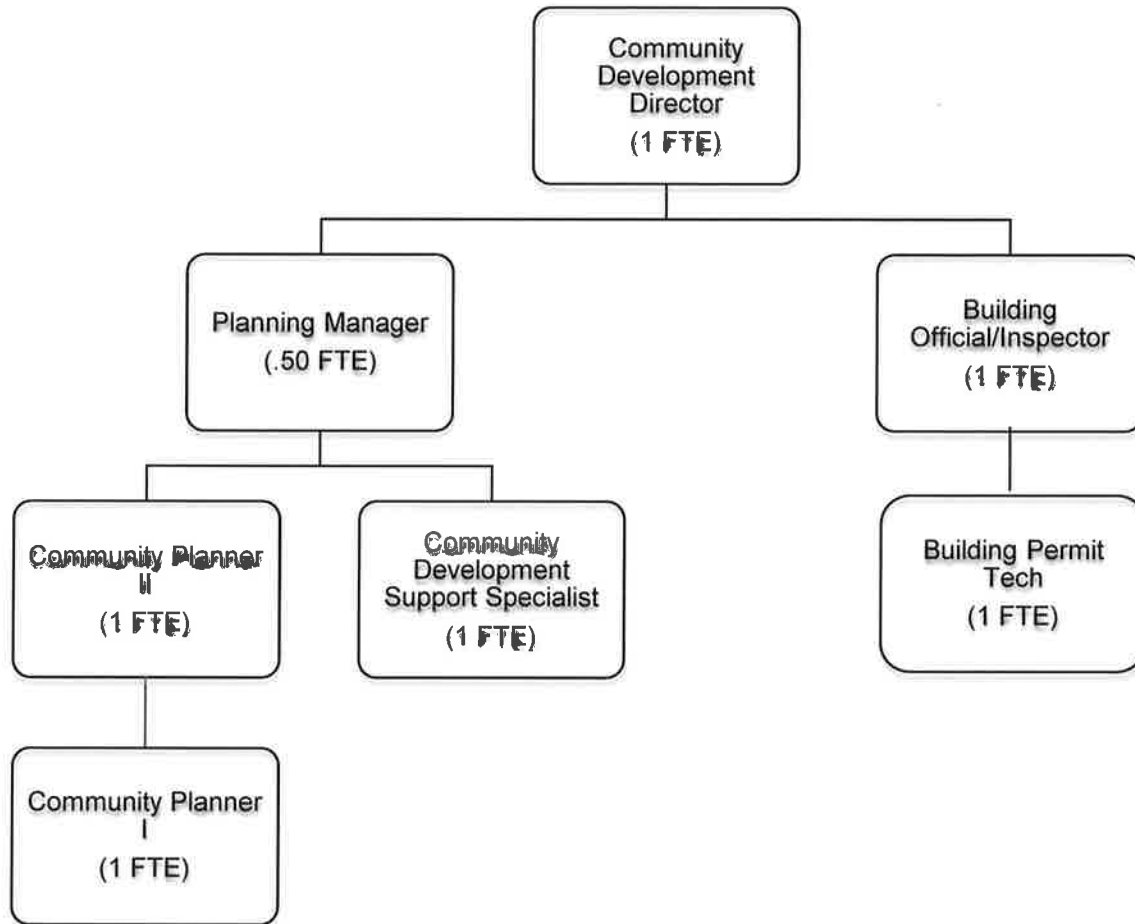 Community
Development
Director
(1 FTE)
Planning Manager
(.50 FTE)
Building
Official/Inspector
(1 FTE)
Community Planner
II
(1 FTE)
Community
Development
Support Specialist
(1 FTE)
Building Permit
Tech
(1 FTE)
Community Planner
I
(1 FTE)